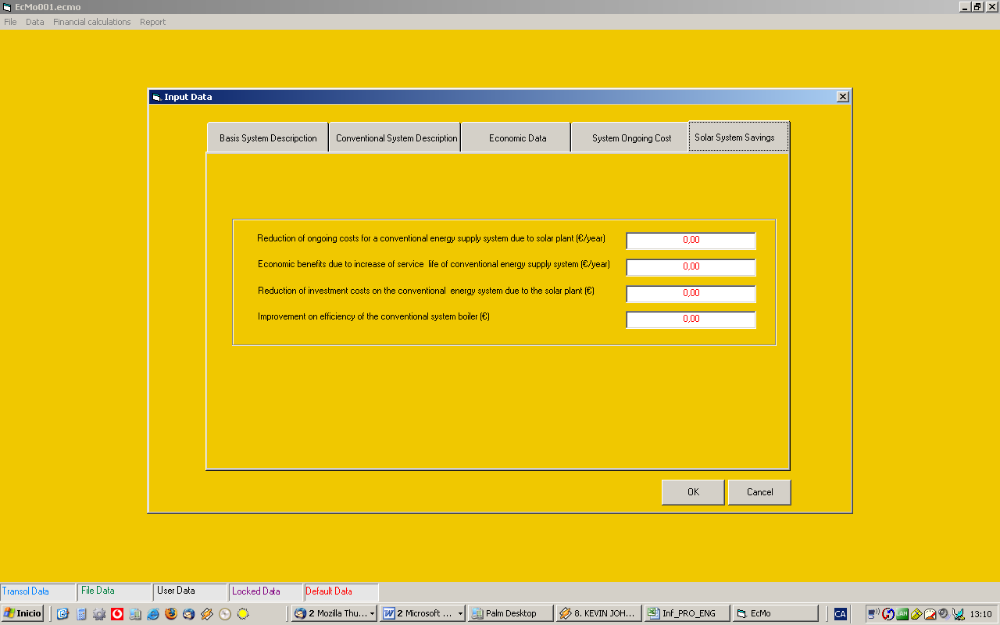 EcMo001.ecmo
File Data Financial calculations Report
Input Data
Basis System Descripction Conventional System Description Economic Data System Ongoing Cost Solar System Savings
Reduction of ongoing costs for a conventional energy supply system due to solar plant (€/year) 0,00
Economic benefits due to increase of service life of conventional energy supply system (€/year) 0,00
Reduction of investment costs on the conventional energy system due to the solar plant (€) 0,00
Improvement on efficiency of the conventional system boiler (€) 0,00
OK Cancel
Transol Data File Data User Data Locked Data Default Data
Inicio 2 Mozilla Thu... 2 Microsoft ... Palm Desktop 8. KEVIN JOH... Inf_PRO_ENG EcMo CA LAN 13:10